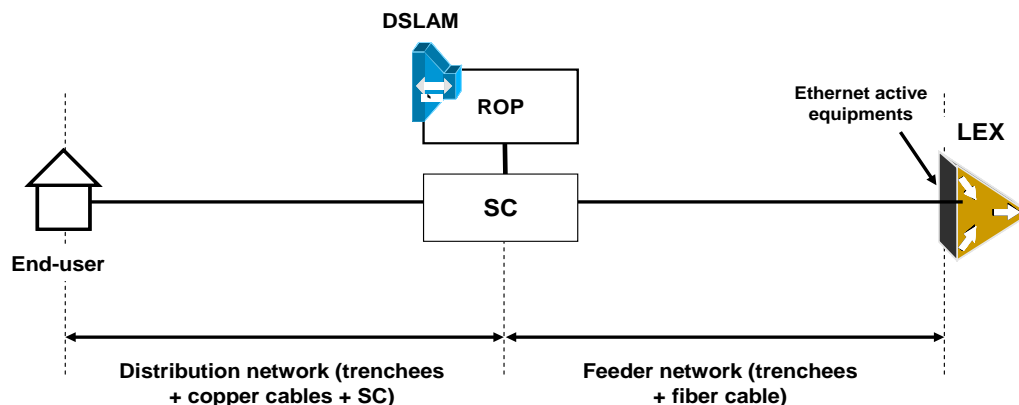 DSLAM
ROP
Ethernet active
equipments
LEX
SC
End-user
Distribution network (trenchees
+ copper cables + SC)
Feeder network (trenchees
+ fiber cable)